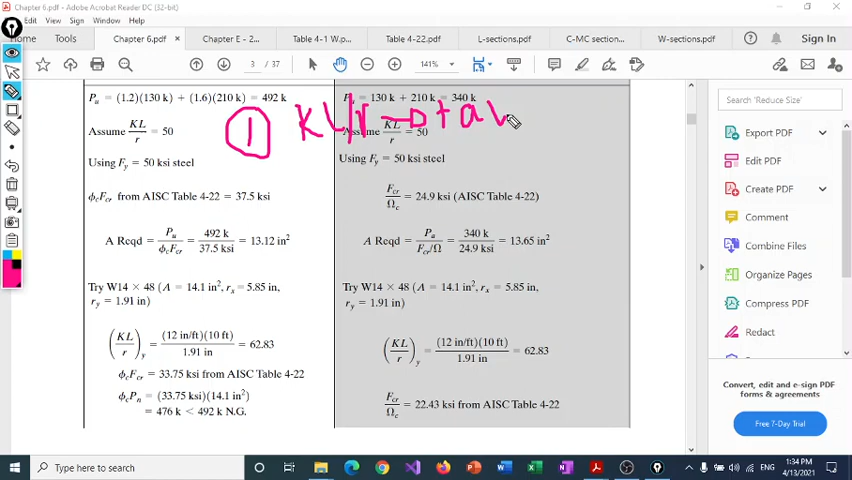 Chapter 6.pdf - Adobe Acrobat Reader DC (32-bit)
Edit View Sign Window Help
Home Tools Chapter 6.pdf × Chapter E - 2... Table 4-1 W.p... Table 4-22.pdf L-sections.pdf C-MC section... W-sections.pdf Sign In
3 / 37 141%
Pu = (1.2)(130 k) + (1.6)(210 k) = 492 k
= 130 k + 210 k = 340 k
① KL/r → tab
Assume KL/r = 50
Assume KL/r = 50
Using Fy = 50 ksi steel
Using Fy = 50 ksi steel
ϕcFcr from AISC Table 4-22 = 37.5 ksi
Fcr/Ωc = 24.9 ksi (AISC Table 4-22)
A Reqd = Pu/ϕcFcr = 492 k/37.5 ksi = 13.12 in²
A Reqd = Pa/Fcr/Ω = 340 k/24.9 ksi = 13.65 in²
Try W14 × 48 (A = 14.1 in², rx = 5.85 in,
ry = 1.91 in)
Try W14 × 48 (A = 14.1 in², rx = 5.85 in,
ry = 1.91 in)
(KL/r)y = (12 in/ft)(10 ft)/1.91 in = 62.83
(KL/r)y = (12 in/ft)(10 ft)/1.91 in = 62.83
ϕcFcr = 33.75 ksi from AISC Table 4-22
ϕcPn = (33.75 ksi)(14.1 in²)
= 476 k < 492 k N.G.
Fcr/Ωc = 22.43 ksi from AISC Table 4-22
Search 'Measure'
Export PDF
Edit PDF
Create PDF
Comment
Combine Files
Organize Pages
Compress PDF
Redact
Convert, edit and e-sign PDF
forms & agreements
Free 7-Day Trial
Type here to search
ENG
1:34 PM
4/13/2021